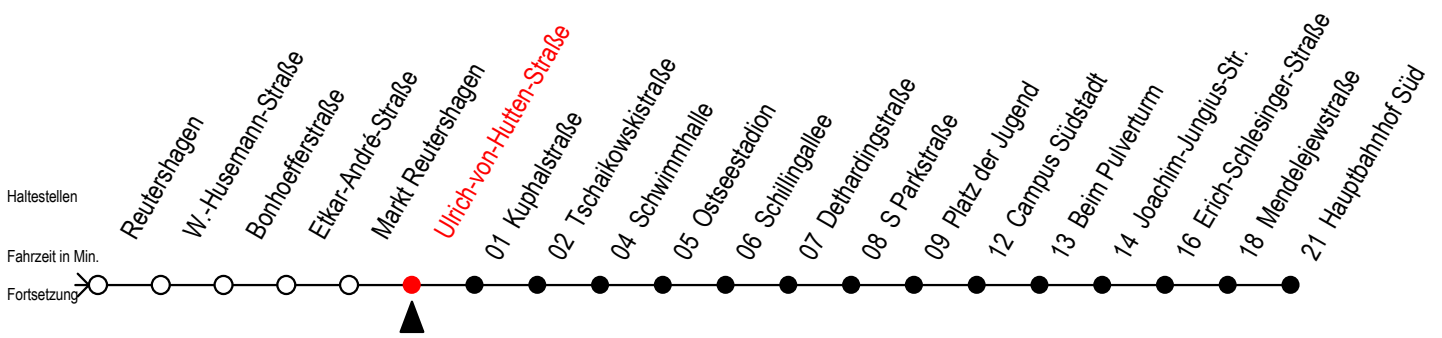 Haltestellen
Fahrzeit in Min.
Fortsetzung
Reutershagen
W.-Husemann-Straße
Bonhoefferstraße
Etkar-André-Straße
Markt Reutershagen
Ulrich-von-Hutten-Straße
01 Kuphalstraße
02 Tschaikowskistraße
04 Schwimmhalle
05 Ostseestadion
06 Schillingallee
07 Dethardingstraße
08 S Parkstraße
09 Platz der Jugend
12 Campus Südstadt
13 Beim Pulverturm
14 Joachim-Jungius-Str.
16 Erich-Schlesinger-Straße
18 Mendelejewstraße
21 Hauptbahnhof Süd